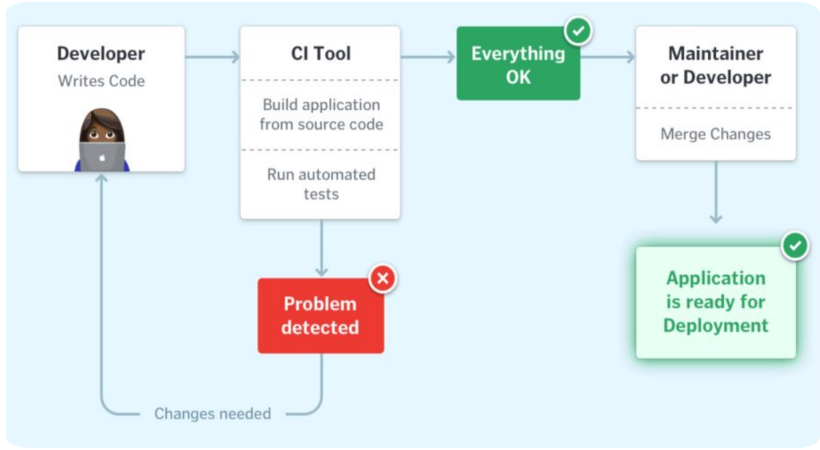 Developer
Writes Code
CI Tool
Build application
from source code
Run automated
tests
Everything
OK
Maintainer
or Developer
Merge Changes
Application
is ready for
Deployment
Problem
detected
Changes needed